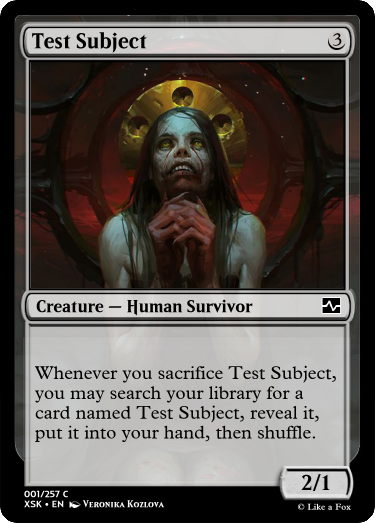 Test Subject 3
Creature — Human Survivor
Whenever you sacrifice Test Subject,
you may search your library for a
card named Test Subject, reveal it,
put it into your hand, then shuffle.
2/1
001/257 C
XSK • EN Veronika Kozlova
© Like a Fox